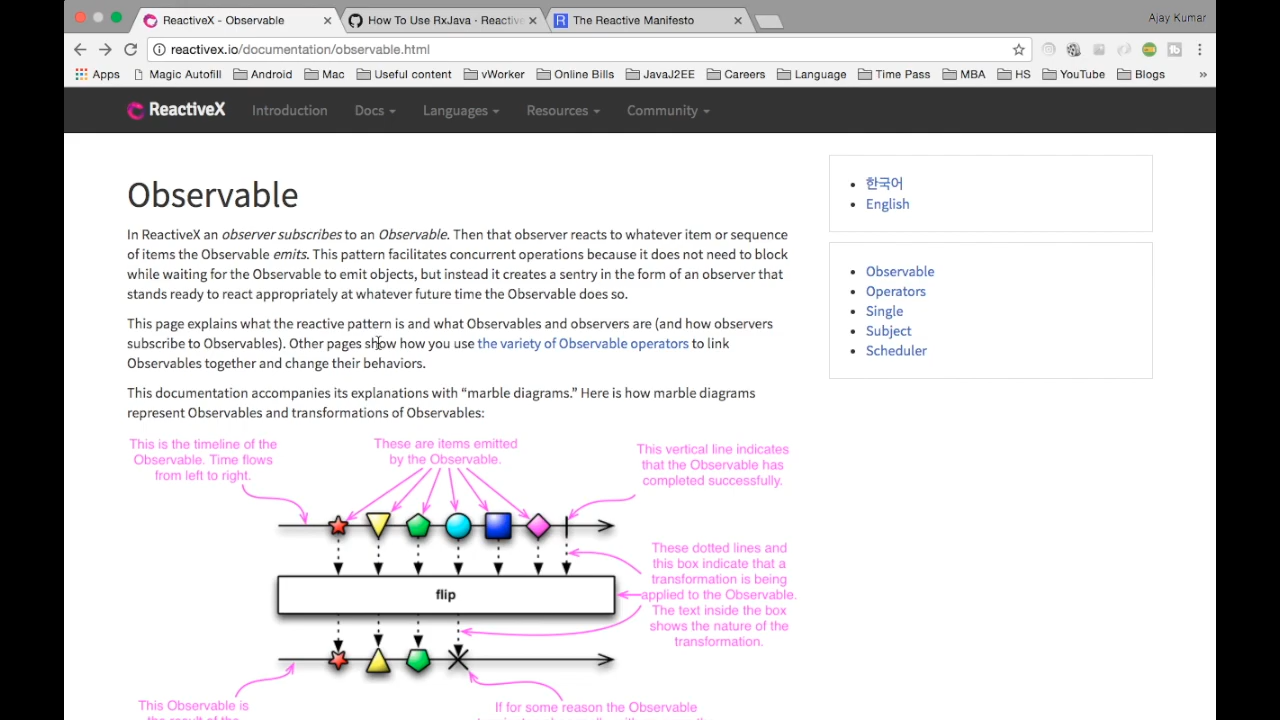 ReactiveX - Observable
How To Use RxJava · Reactive
The Reactive Manifesto
Ajay Kumar
reactivex.io/documentation/observable.html
Apps Magic Autofill Android Mac Useful content vWorker Online Bills JavaJ2EE Careers Language Time Pass MBA HS YouTube Blogs »
ReactiveX Introduction Docs Languages Resources Community
Observable
In ReactiveX an observer subscribes to an Observable. Then that observer reacts to whatever item or sequence
of items the Observable emits. This pattern facilitates concurrent operations because it does not need to block
while waiting for the Observable to emit objects, but instead it creates a sentry in the form of an observer that
stands ready to react appropriately at whatever future time the Observable does so.
This page explains what the reactive pattern is and what Observables and observers are (and how observers
subscribe to Observables). Other pages show how you use the variety of Observable operators to link
Observables together and change their behaviors.
This documentation accompanies its explanations with “marble diagrams.” Here is how marble diagrams
represent Observables and transformations of Observables:
한국어
English
Observable
Operators
Single
Subject
Scheduler
This is the timeline of the
Observable. Time flows
from left to right.
These are items emitted
by the Observable.
This vertical line indicates
that the Observable has
completed successfully.
These dotted lines and
this box indicate that a
transformation is being
applied to the Observable.
The text inside the box
shows the nature of the
transformation.
flip
This Observable is
the result of the
If for some reason the Observable